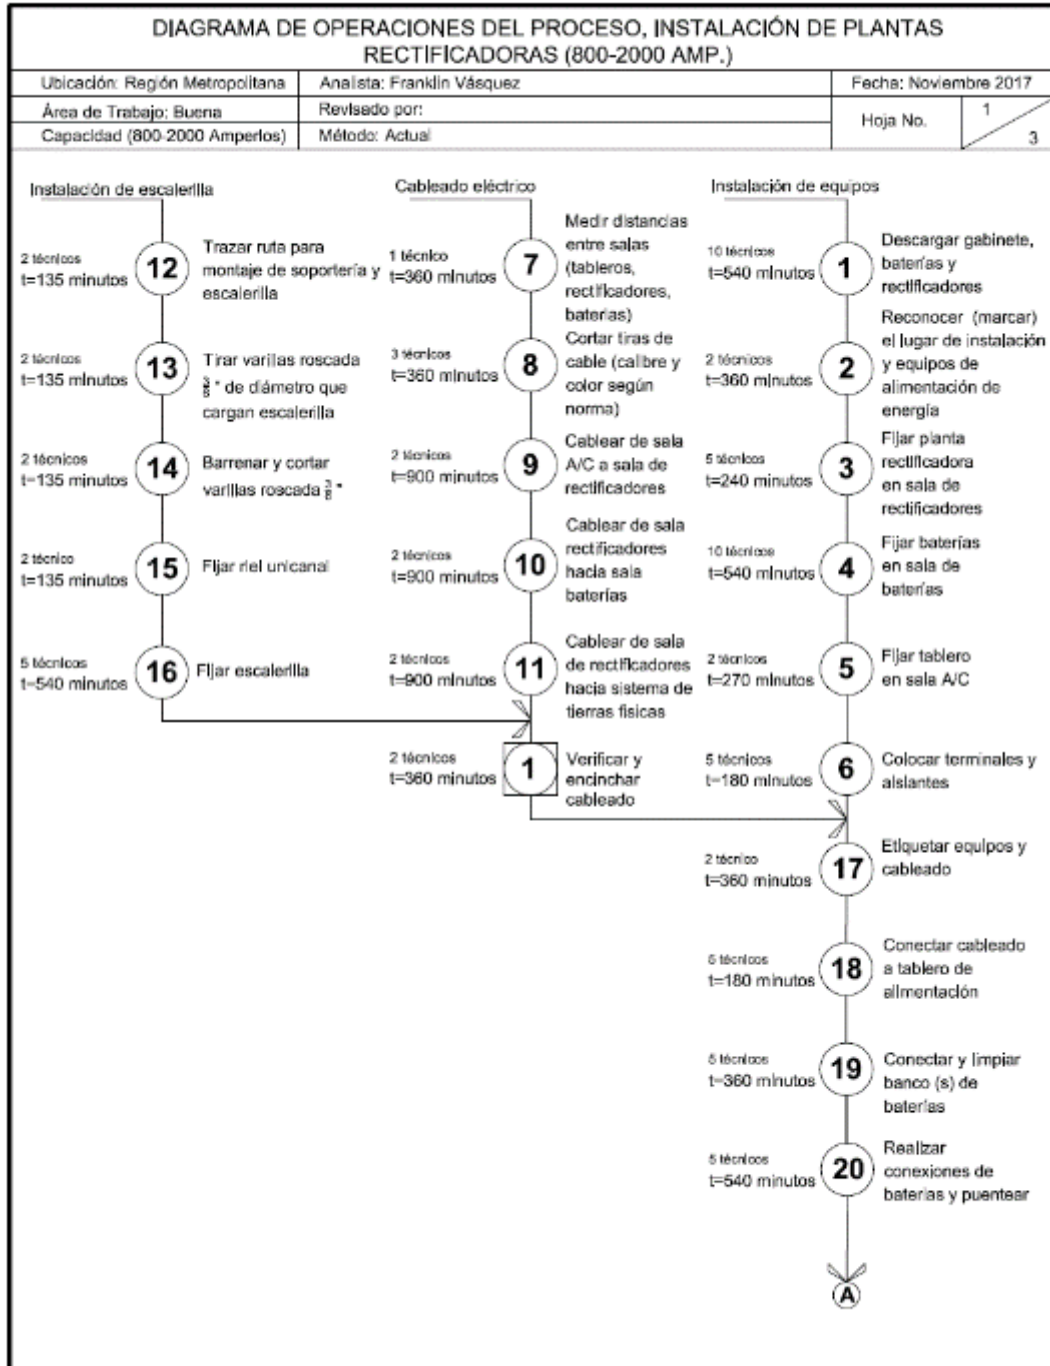 DIAGRAMA DE OPERACIONES DEL PROCESO, INSTALACIÓN DE PLANTAS
RECTIFICADORAS (800-2000 AMP.)
Ubicación: Región Metropolitana
Analista: Franklin Vásquez
Fecha: Noviembre 2017
Área de Trabajo: Buena
Revisado por:
Hoja No.
1
3
Capacidad (800-2000 Amperios)
Método: Actual
Instalación de escalerilla
2 técnicos
t=135 minutos
12
Trazar ruta para
montaje de soportería y
escalerilla
2 técnicos
t=135 minutos
13
Tirar varillas roscada
⅜ " de diámetro que
cargan escalerilla
2 técnicos
t=135 minutos
14
Barrenar y cortar
varillas roscada ⅜ "
2 técnico
t=135 minutos
15
Fijar riel unicanal
5 técnicos
t=540 minutos
16
Fijar escalerilla
Cableado eléctrico
1 técnico
t=360 minutos
7
Medir distancias
entre salas
(tableros,
rectificadores,
baterias)
3 técnicos
t=360 minutos
8
Cortar tiras de
cable (calibre y
color según
norma)
2 técnicos
t=900 minutos
9
Cablear de sala
A/C a sala de
rectificadores
2 técnicos
t=900 minutos
10
Cablear de sala
rectificadores
hacia sala
baterías
2 técnicos
t=900 minutos
11
Cablear de sala
de rectificadores
hacia sistema de
tierras fisicas
2 técnicos
t=360 minutos
1
Verificar y
encinchar
cableado
Instalación de equipos
10 técnicos
t=540 minutos
1
Descargar gabinete,
baterías y
rectificadores
2 técnicos
t=360 minutos
2
Reconocer (marcar)
el lugar de instalación
y equipos de
alimentación de
energía
5 técnicos
t=240 minutos
3
Fijar planta
rectificadora
en sala de
rectificadores
10 técnicos
t=540 minutos
4
Fijar baterías
en sala de
baterías
2 técnicos
t=270 minutos
5
Fijar tablero
en sala A/C
5 técnicos
t=180 minutos
6
Colocar terminales y
aislantes
2 técnico
t=360 minutos
17
Etiquetar equipos y
cableado
5 técnicos
t=180 minutos
18
Conectar cableado
a tablero de
alimentación
5 técnicos
t=360 minutos
19
Conectar y limpiar
banco (s) de
baterías
5 técnicos
t=540 minutos
20
Realizar
conexiones de
baterías y puentear
A